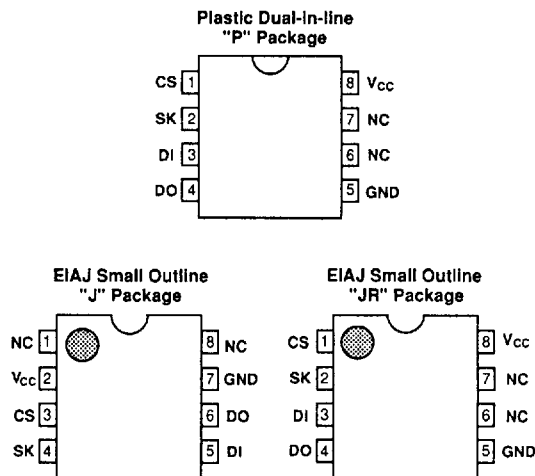 Plastic Dual-in-line
"P" Package
CS 1 8 VCC
SK 2 7 NC
DI 3 6 NC
DO 4 5 GND
EIAJ Small Outline
"J" Package
NC 1 8 NC
VCC 2 7 GND
CS 3 6 DO
SK 4 5 DI
EIAJ Small Outline
"JR" Package
CS 1 8 VCC
SK 2 7 NC
DI 3 6 NC
DO 4 5 GND